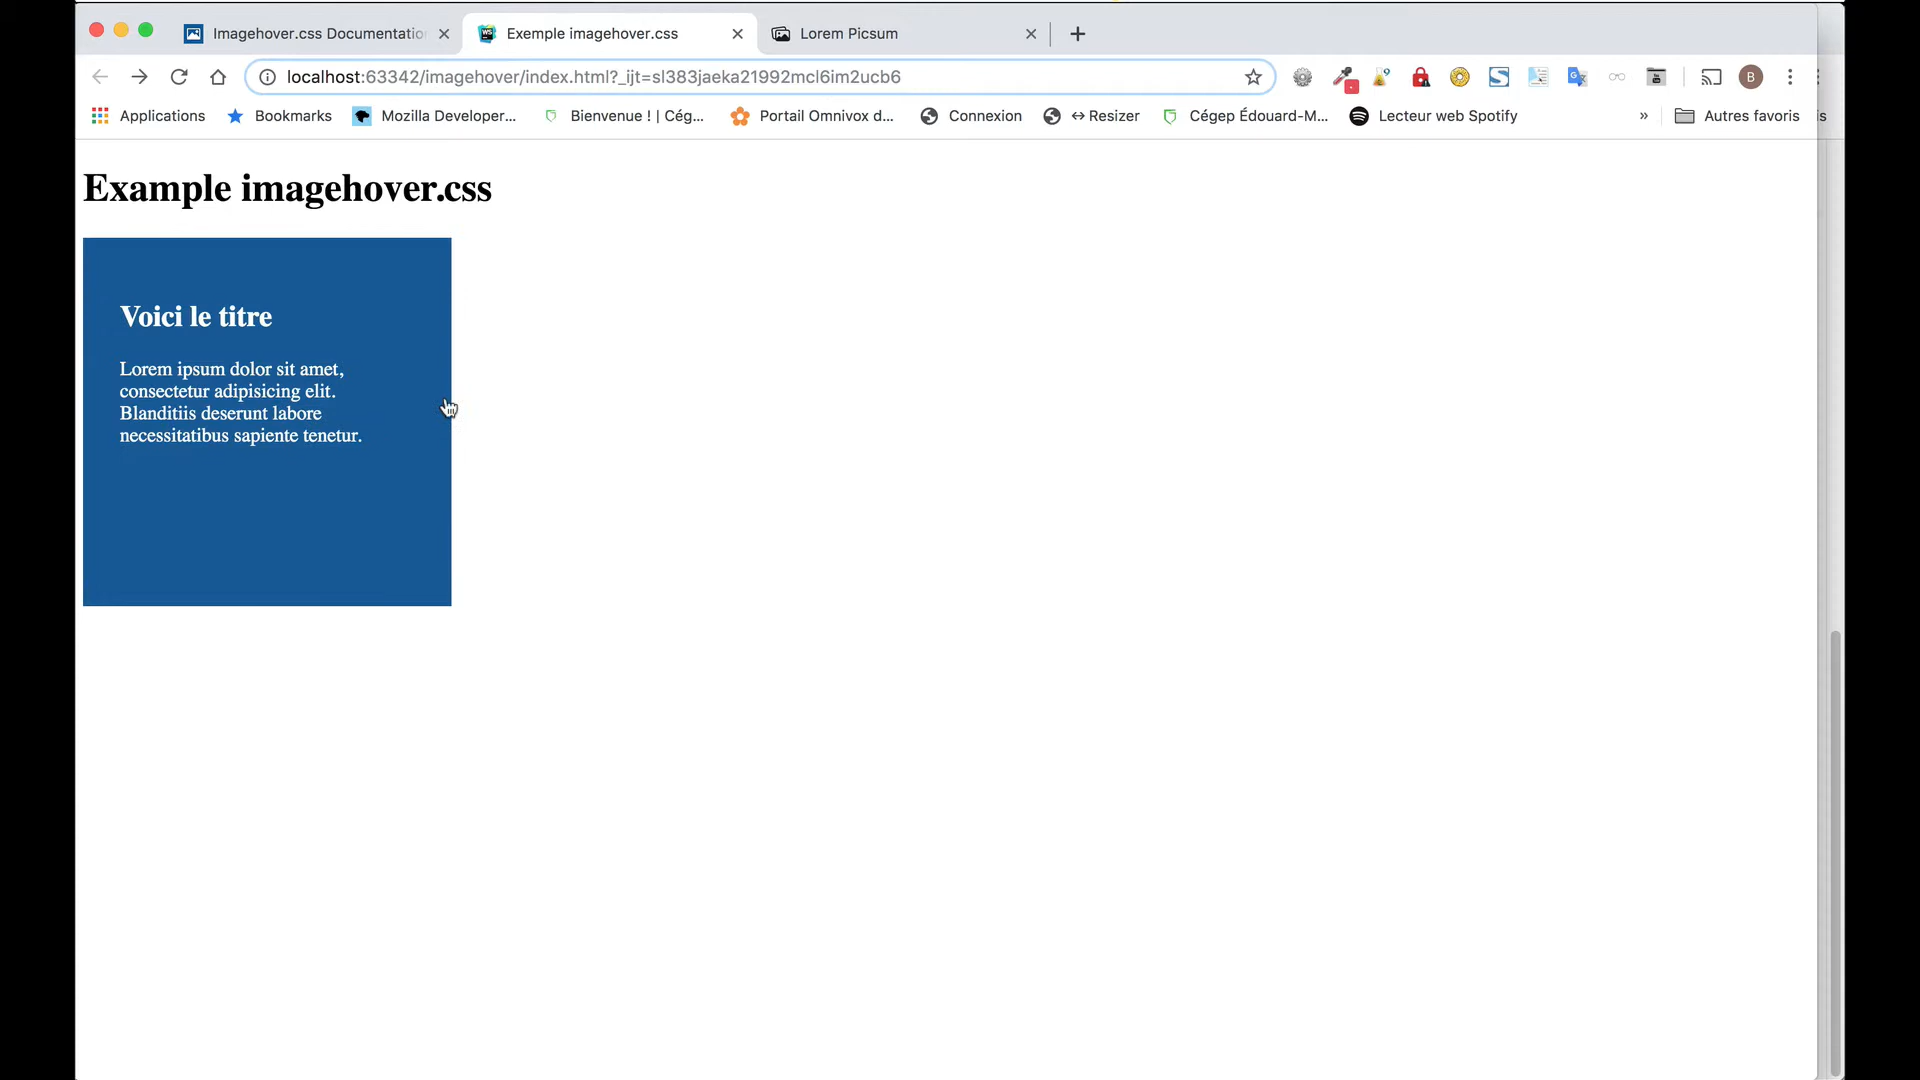 Imagehover.css Documentatio
Exemple imagehover.css
Lorem Picsum
localhost:63342/imagehover/index.html?_ijt=sl383jaeka21992mcl6im2ucb6
B
Applications
Bookmarks
Mozilla Developer...
Bienvenue ! | Cég...
Portail Omnivox d...
Connexion
↔ Resizer
Cégep Édouard-M...
Lecteur web Spotify
»
Autres favoris
is
Example imagehover.css
Voici le titre
Lorem ipsum dolor sit amet,
consectetur adipisicing elit.
Blanditiis deserunt labore
necessitatibus sapiente tenetur.